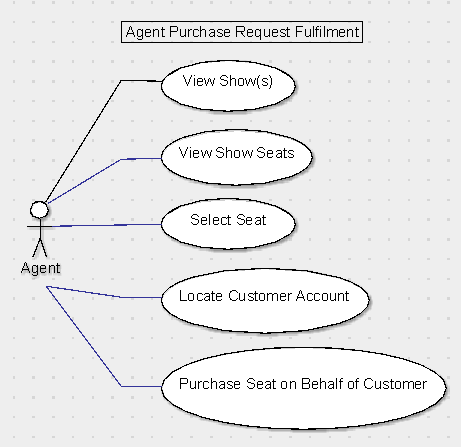 Agent Purchase Request Fulfilment
View Show(s)
View Show Seats
Select Seat
Agent
Locate Customer Account
Purchase Seat on Behalf of Customer